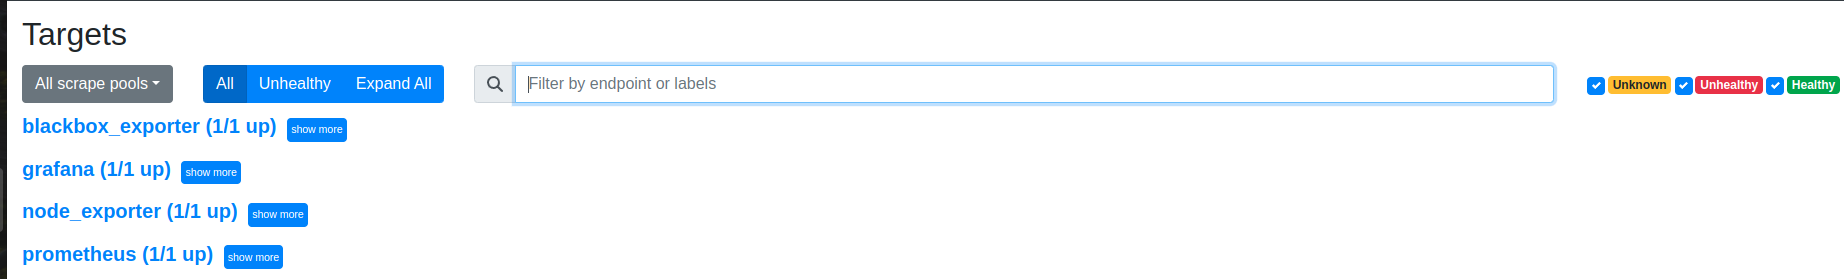 Targets
All scrape pools All Unhealthy Expand All Filter by endpoint or labels Unknown Unhealthy Healthy
blackbox_exporter (1/1 up) show more
grafana (1/1 up) show more
node_exporter (1/1 up) show more
prometheus (1/1 up) show more